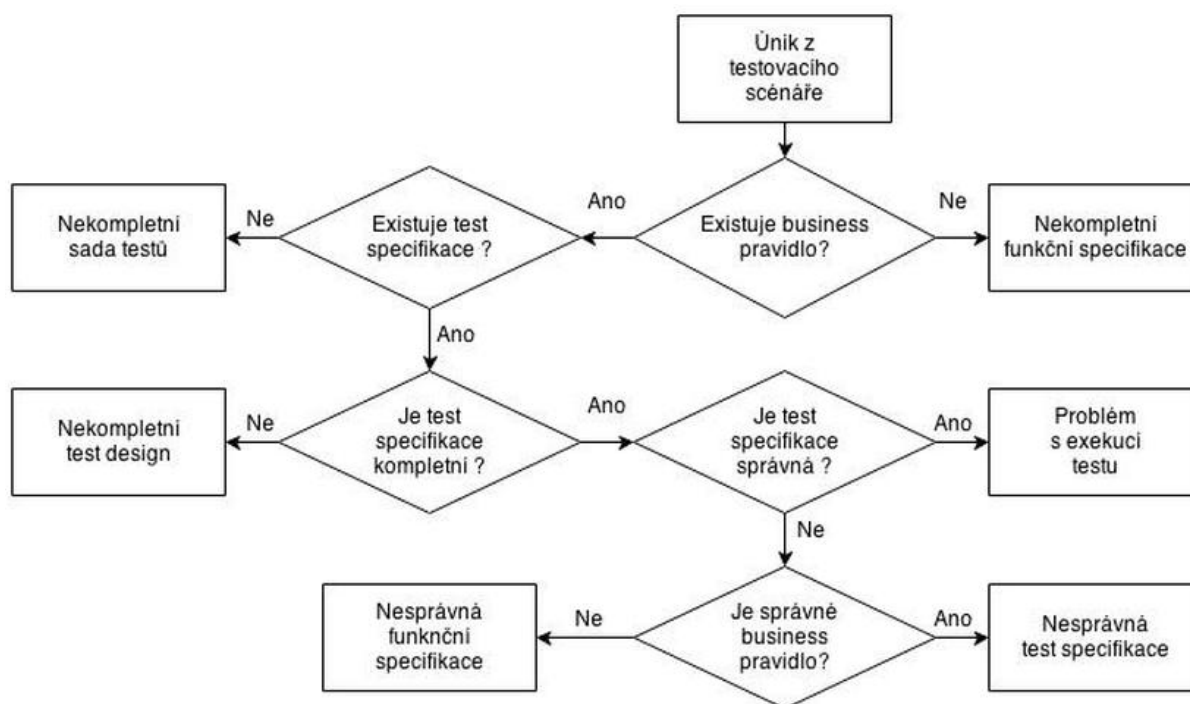 Únik z
testovacího
scénáře
Nekompletní
sada testů
Ne
Existuje test
specifikace ?
Ano
Existuje business
pravidlo?
Ne
Nekompletní
funkční specifikace
Ano
Nekompletní
test design
Ne
Je test
specifikace
kompletní ?
Ano
Je test
specifikace
správná ?
Ano
Problém
s exekucí
testu
Ne
Nesprávná
funknční
specifikace
Ne
Je správné
business
pravidlo?
Ano
Nesprávná
test specifikace